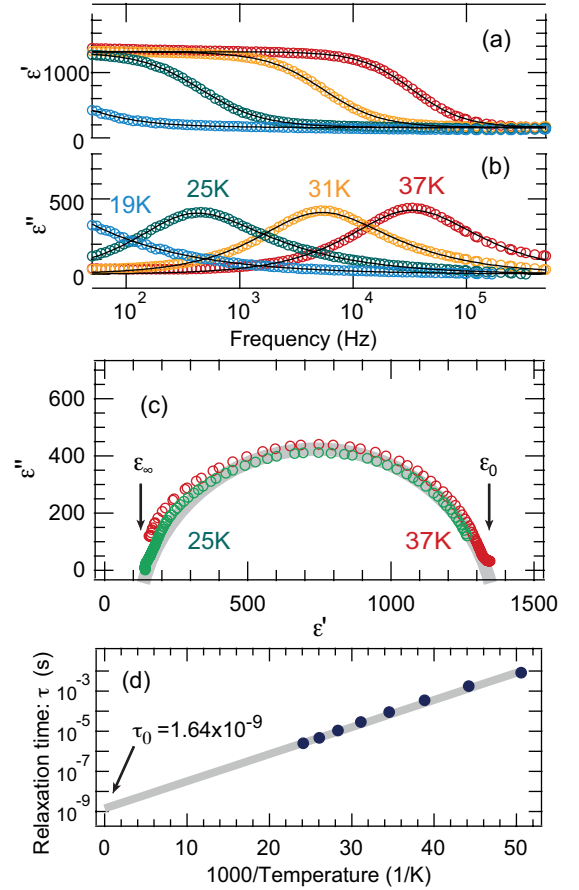 (a)
ε'
1000
0
(b)
ε''
500
0
19K
25K
31K
37K
10²
10³
10⁴
10⁵
Frequency (Hz)
(c)
ε''
600
400
200
0
ε∞
ε₀
25K
37K
0
500
1000
1500
ε'
(d)
Relaxation time: τ (s)
10⁻³
10⁻⁵
10⁻⁷
10⁻⁹
τ₀ =1.64x10⁻⁹
0
10
20
30
40
50
1000/Temperature (1/K)